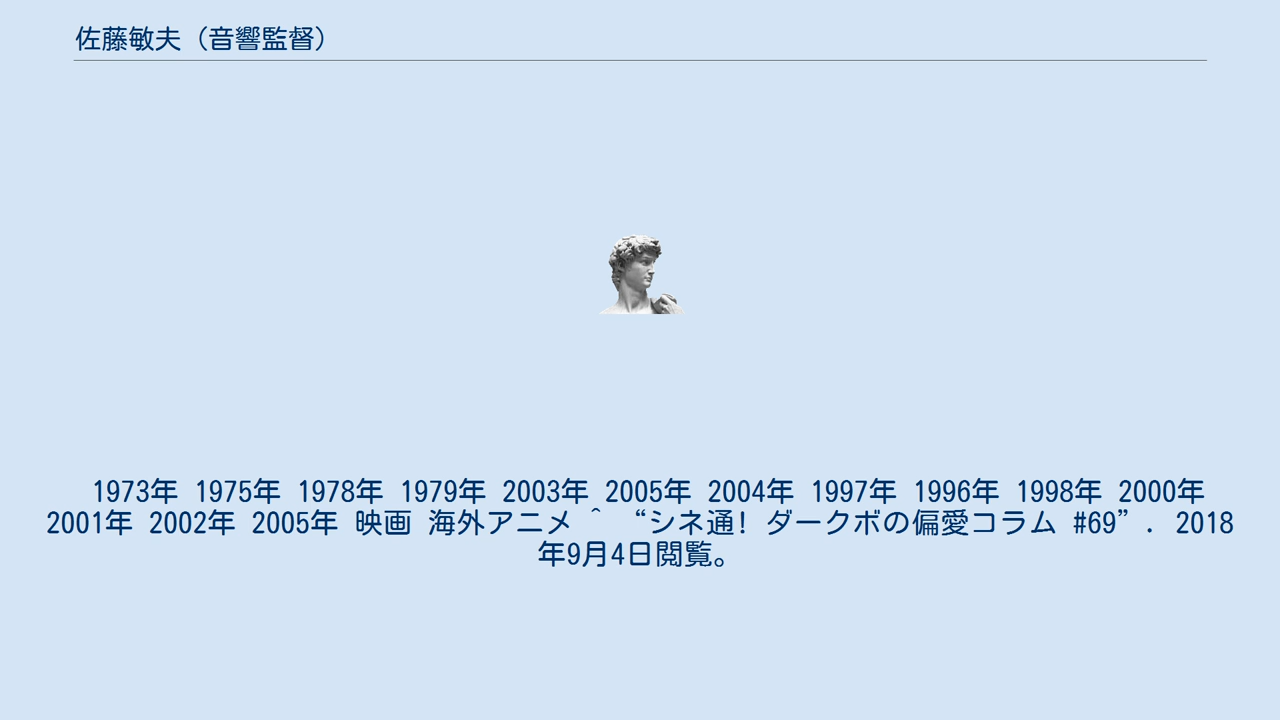 佐藤敏夫（音響監督）
1973年 1975年 1978年 1979年 2003年 2005年 2004年 1997年 1996年 1998年 2000年
2001年 2002年 2005年 映画 海外アニメ ^ “シネ通! ダークボの偏愛コラム #69”. 2018
年9月4日閲覧。